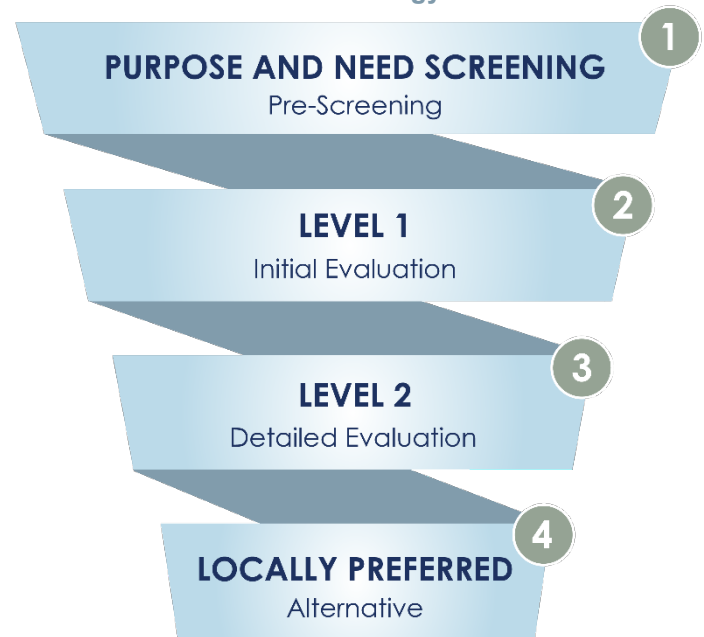 1
PURPOSE AND NEED SCREENING
Pre-Screening
2
LEVEL 1
Initial Evaluation
3
LEVEL 2
Detailed Evaluation
4
LOCALLY PREFERRED
Alternative